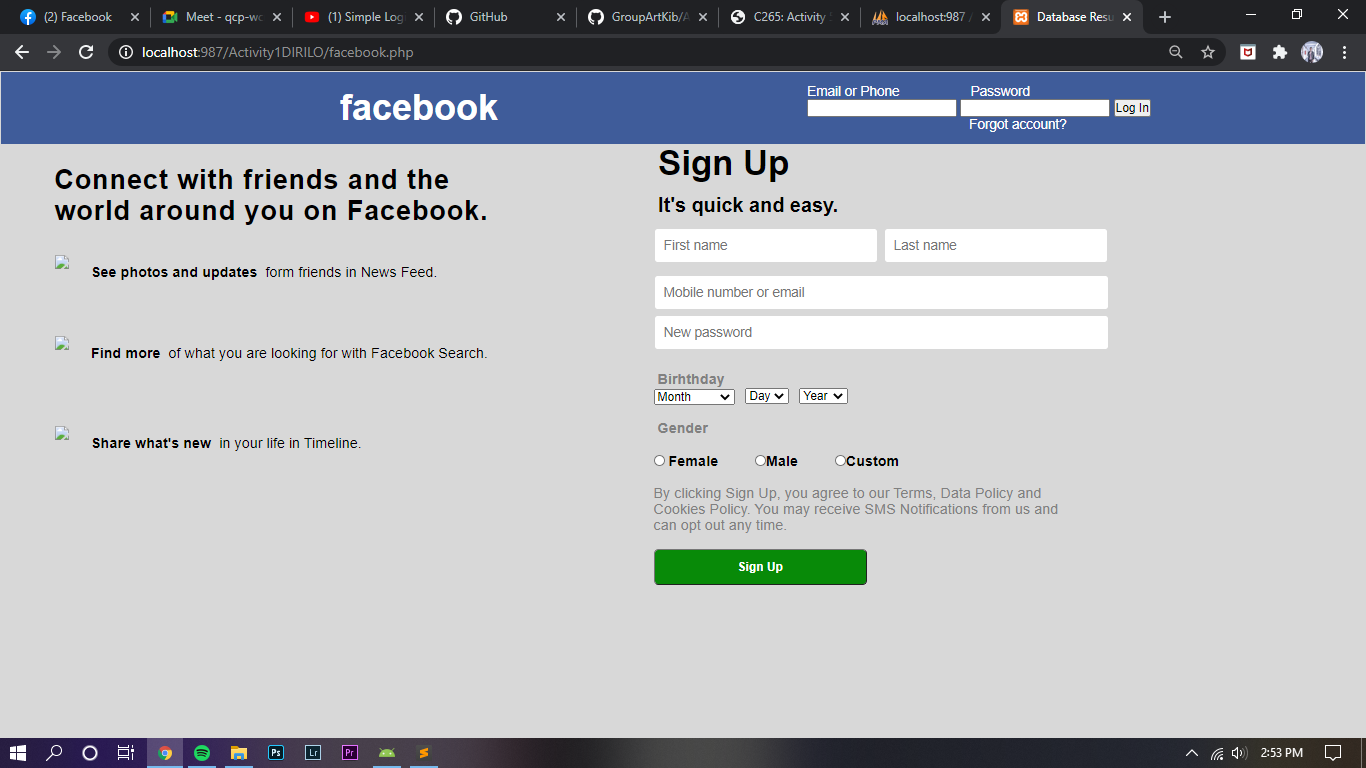 (2) Facebook
Meet - qcp-wc
(1) Simple Log
GitHub
GroupArtKib/A
C265: Activity
localhost:987 /
Database Resu
localhost:987/Activity1DIRILO/facebook.php
facebook
Email or Phone Password
Log In
Forgot account?
Connect with friends and the
world around you on Facebook.
See photos and updates form friends in News Feed.
Find more of what you are looking for with Facebook Search.
Share what's new in your life in Timeline.
Sign Up
It's quick and easy.
First name Last name
Mobile number or email
New password
Birhthday
Month Day Year
Gender
Female Male Custom
By clicking Sign Up, you agree to our Terms, Data Policy and
Cookies Policy. You may receive SMS Notifications from us and
can opt out any time.
Sign Up
Ps Lr Pr
2:53 PM